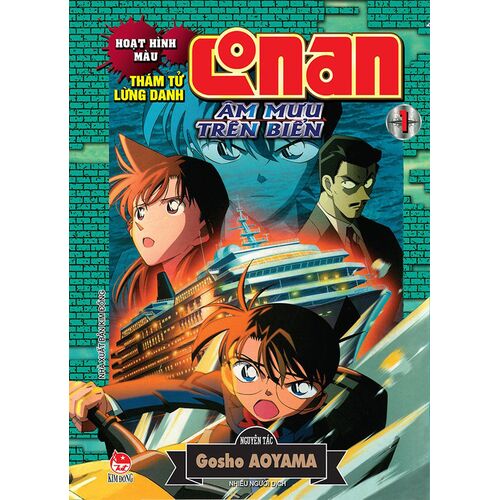 HOẠT HÌNH
MÀU
THÁM TỬ
LỪNG DANH
Conan
ÂM MƯU
TRÊN BIỂN
1
NHÀ XUẤT BẢN KIM ĐỒNG
NGUYÊN TÁC
Gosho AOYAMA
NHIỀU NGƯỜI DỊCH
KIM ĐỒNG